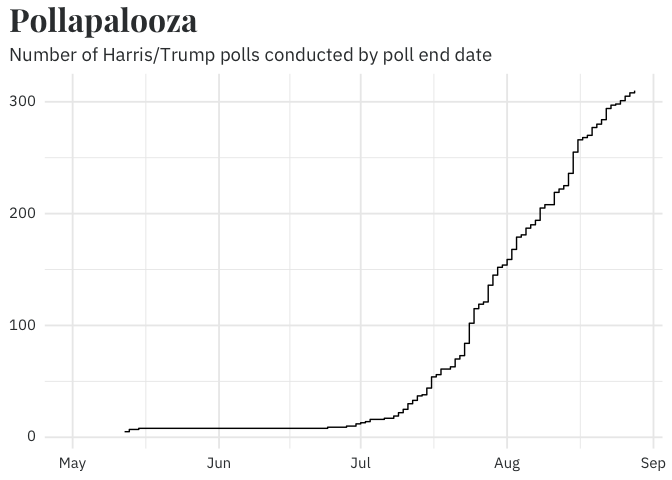 Pollapalooza
Number of Harris/Trump polls conducted by poll end date
300
200
100
0
May Jun Jul Aug Sep